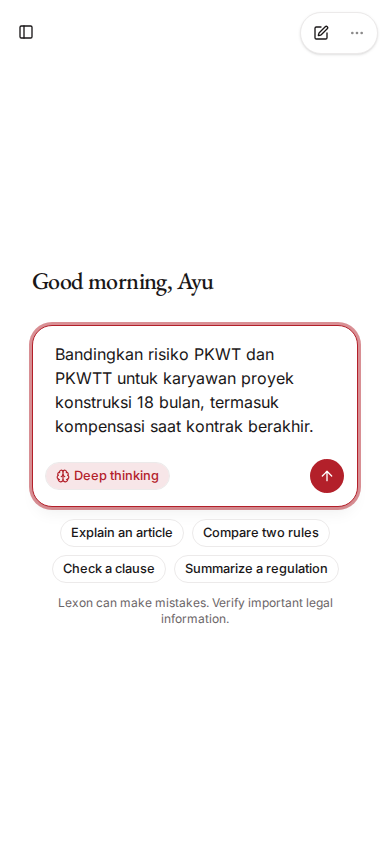 Good morning, Ayu
Bandingkan risiko PKWT dan
PKWTT untuk karyawan proyek
konstruksi 18 bulan, termasuk
kompensasi saat kontrak berakhir.
Deep thinking
Explain an article
Compare two rules
Check a clause
Summarize a regulation
Lexon can make mistakes. Verify important legal
information.